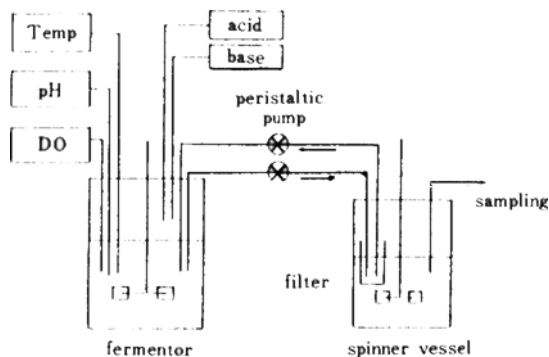 Temp
acid
base
pH
DO
peristaltic
pump
sampling
filter
fermentor
spinner vessel